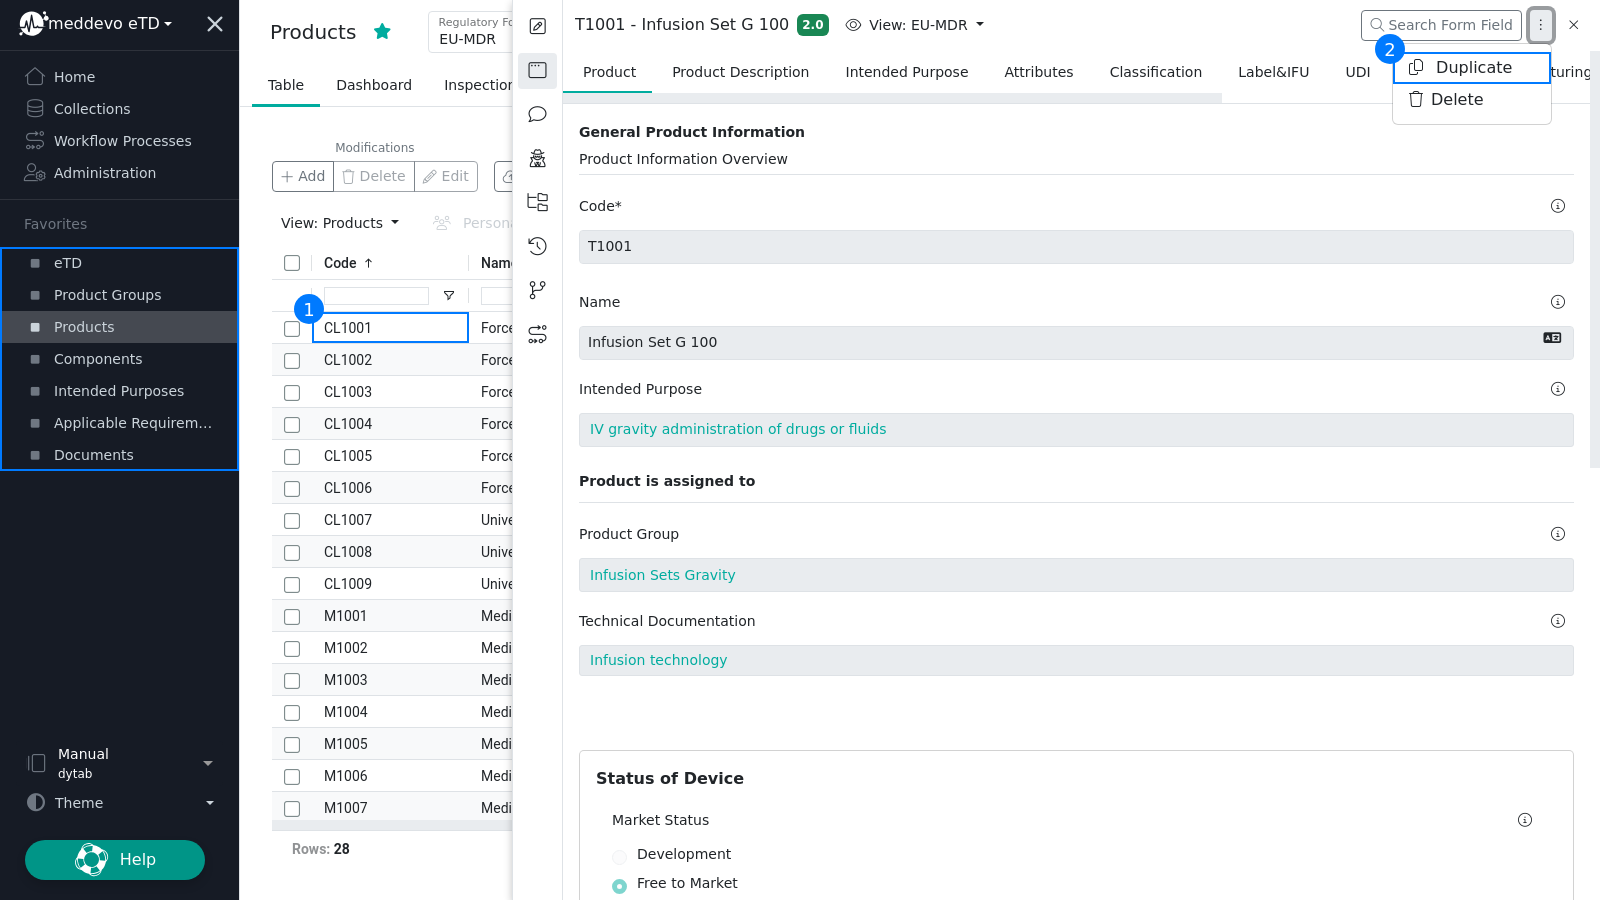 meddevo eTD
Home
Collections
Workflow Processes
Administration
Favorites
eTD
Product Groups
Products
Components
Intended Purposes
Applicable Requirem...
Documents
Manual
dytab
Theme
Help
Products
Regulatory Fo
EU-MDR
Table
Dashboard
Inspection
Modifications
Add
Delete
Edit
View: Products
Persona
Code
Name
1
CL1001
Force
CL1002
Force
CL1003
Force
CL1004
Force
CL1005
Force
CL1006
Force
CL1007
Unive
CL1008
Unive
CL1009
Unive
M1001
Medi
M1002
Medi
M1003
Medi
M1004
Medi
M1005
Medi
M1006
Medi
M1007
Medi
Rows: 28
T1001 - Infusion Set G 100
2.0
View: EU-MDR
Search Form Field
2
Duplicate
Delete
Product
Product Description
Intended Purpose
Attributes
Classification
Label&IFU
UDI
turing
General Product Information
Product Information Overview
Code*
T1001
Name
Infusion Set G 100
Intended Purpose
IV gravity administration of drugs or fluids
Product is assigned to
Product Group
Infusion Sets Gravity
Technical Documentation
Infusion technology
Status of Device
Market Status
Development
Free to Market